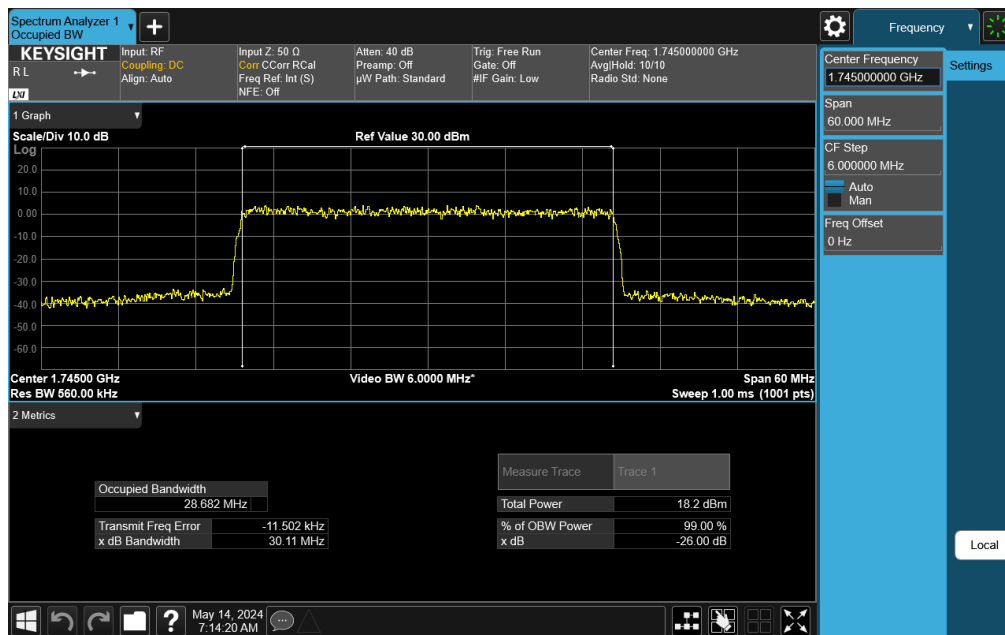 Spectrum Analyzer 1
Occupied BW
Frequency
KEYSIGHT
R L
LXI
Input: RF
Coupling: DC
Align: Auto
Input Z: 50 Ω
Corr CCorr RCal
Freq Ref: Int (S)
NFE: Off
Atten: 40 dB
Preamp: Off
µW Path: Standard
Trig: Free Run
Gate: Off
#IF Gain: Low
Center Freq: 1.745000000 GHz
Avg|Hold: 10/10
Radio Std: None
Center Frequency
1.745000000 GHz
Settings
Span
60.000 MHz
CF Step
6.000000 MHz
Auto
Man
Freq Offset
0 Hz
Local
1 Graph
Scale/Div 10.0 dB
Ref Value 30.00 dBm
Log
20.0
10.0
0.00
-10.0
-20.0
-30.0
-40.0
-50.0
-60.0
Center 1.74500 GHz
Video BW 6.0000 MHz*
Span 60 MHz
Res BW 560.00 kHz
Sweep 1.00 ms (1001 pts)
2 Metrics
Measure Trace Trace 1
Occupied Bandwidth
28.682 MHz
Total Power 18.2 dBm
Transmit Freq Error -11.502 kHz
% of OBW Power 99.00 %
x dB Bandwidth 30.11 MHz
x dB -26.00 dB
?
May 14, 2024
7:14:20 AM